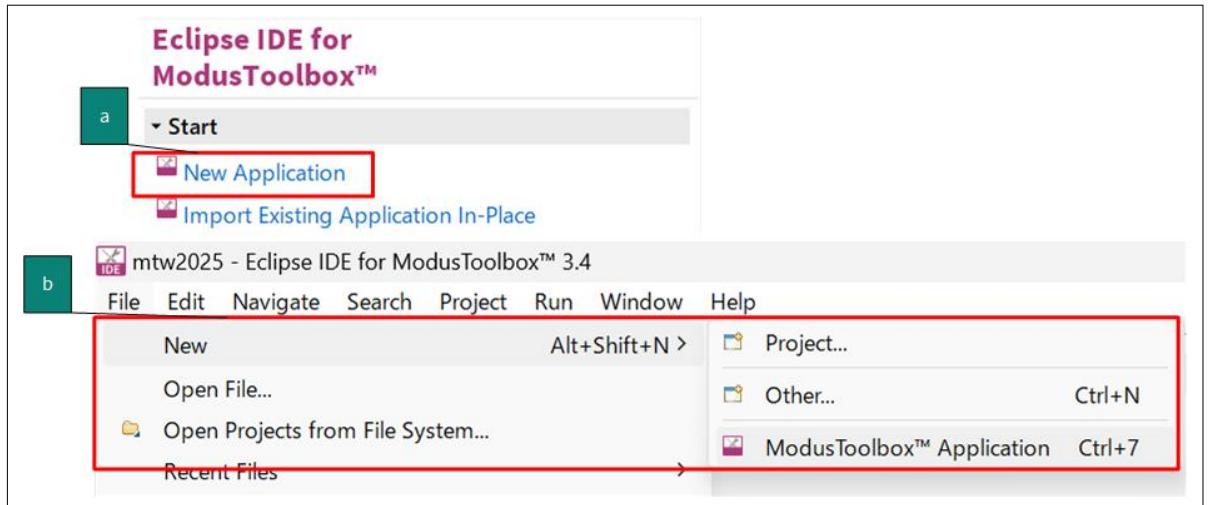 Eclipse IDE for
ModusToolbox™
a
Start
New Application
Import Existing Application In-Place
b
IDE mtw2025 - Eclipse IDE for ModusToolbox™ 3.4
File Edit Navigate Search Project Run Window Help
New Alt+Shift+N > Project...
Open File... Other... Ctrl+N
Open Projects from File System... ModusToolbox™ Application Ctrl+7
Recent Files >